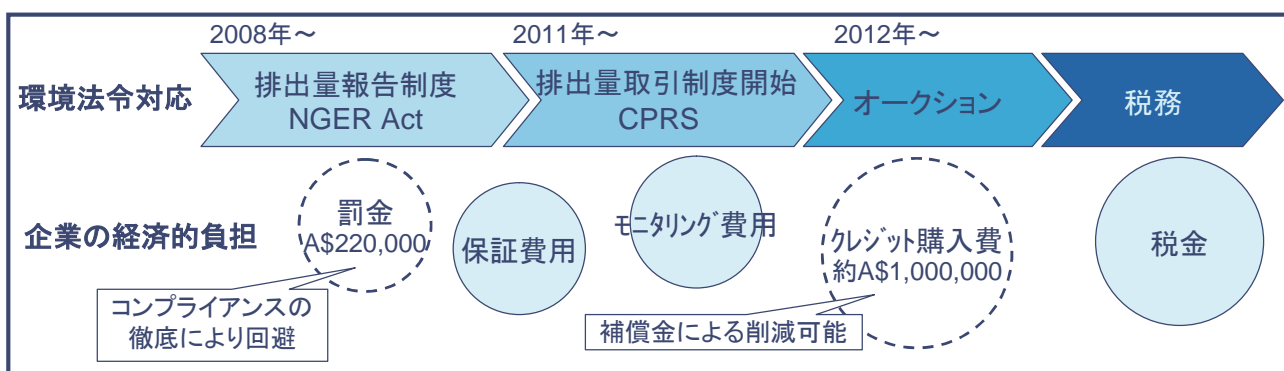 2008年～
2011年～
2012年～
環境法令対応
排出量報告制度
NGER Act
排出量取引制度開始
CPRS
オークション
税務
企業の経済的負担
罰金
A$220,000
保証費用
ﾓﾆﾀﾘﾝｸﾞ費用
ｸﾚｼﾞｯﾄ購入費
約A$1,000,000
税金
コンプライアンスの
徹底により回避
補償金による削減可能